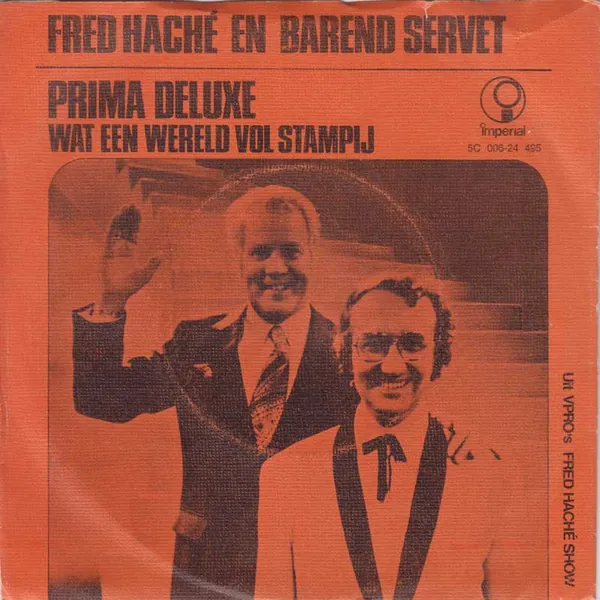 FRED HACHÉ EN BAREND SERVET
PRIMA DELUXE
WAT EEN WERELD VOL STAMPIJ
imperial
5C 006-24 495
Uit VPRO's FRED HACHÉ SHOW